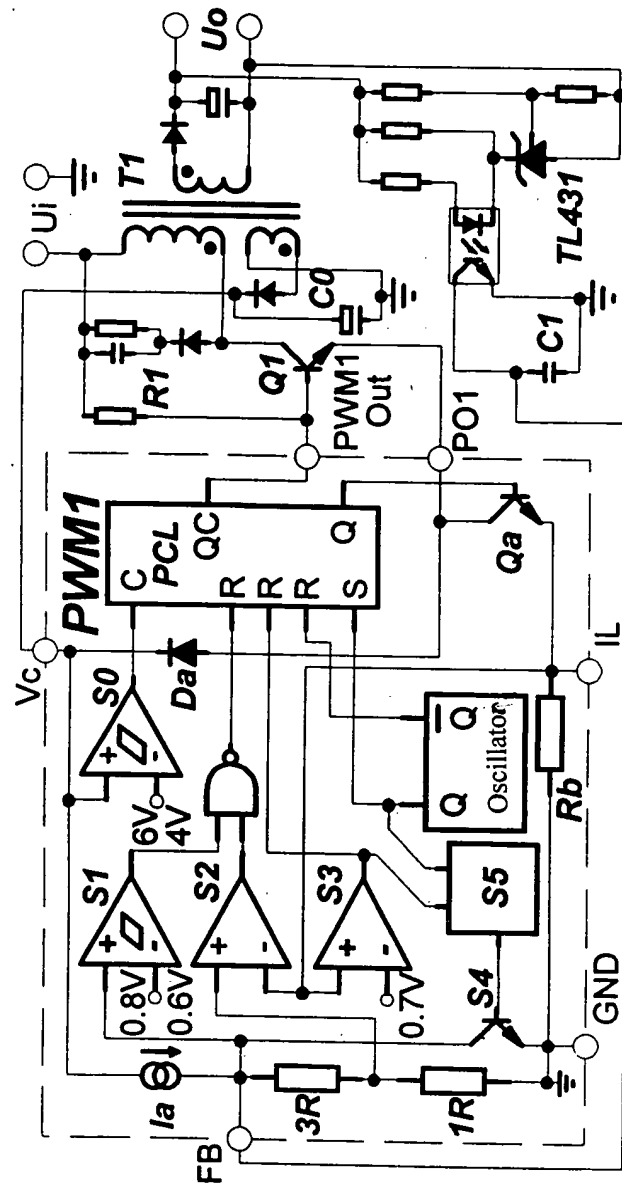 Vc
PWM1
PCL
C
QC
R
R
R
S
Q
S0
6V
4V
S1
0.8V
0.6V
S2
S3
0.7V
Da
Q
Q
Oscillator
S5
S4
Ia
FB
3R
1R
Rb
GND
IL
Qa
PO1
PWM1
Out
Q1
R1
C0
T1
Ui
Uo
C1
TL431